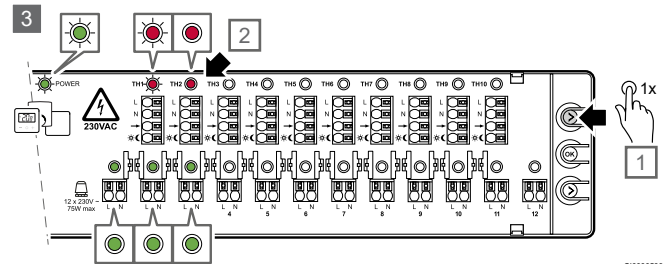 3
2
POWER
TH1 TH2 TH3 TH4 TH5 TH6 TH7 TH8 TH9 TH10
1x
L L L L L L L L L L
N N N N N N N N N N
230VAC
OK
1
12 x 230V ~
75W max
L N L N L N L N L N L N L N L N L N L N L N L N
4 5 6 7 8 9 10 11 12